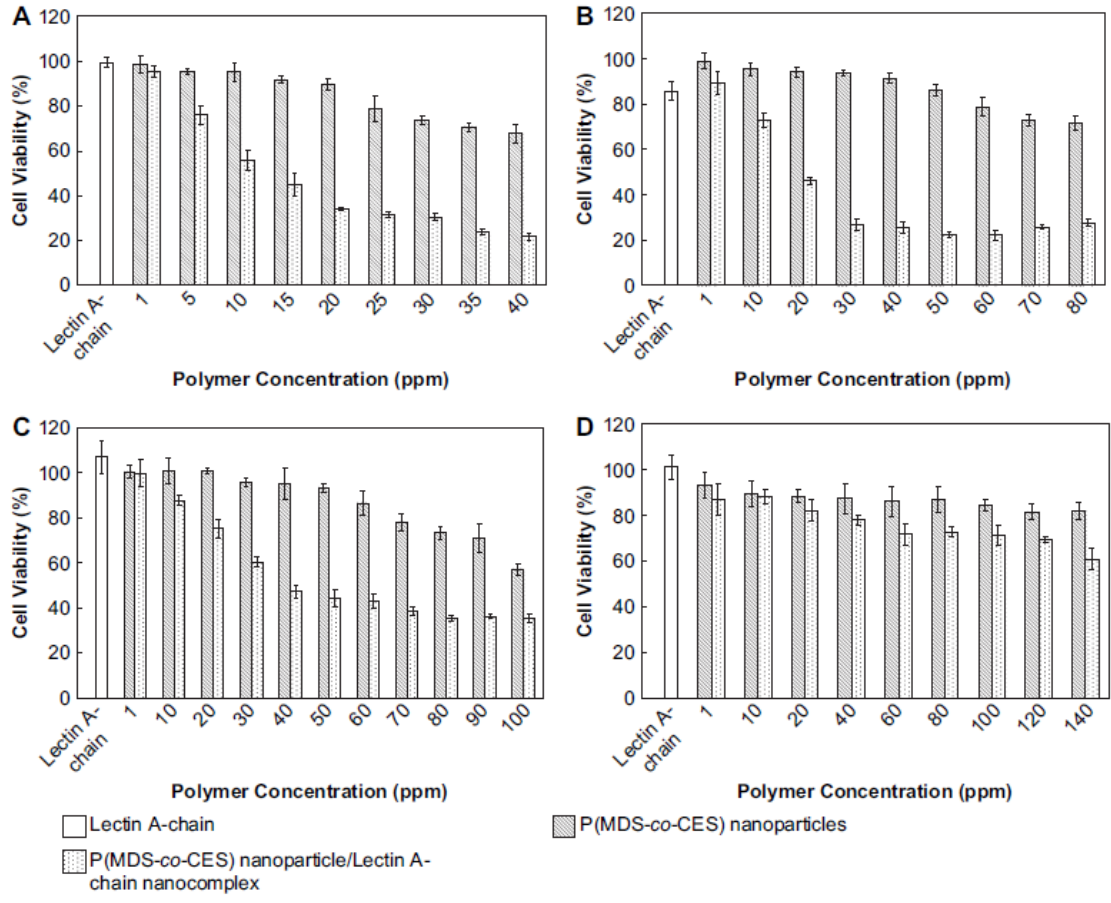 A
120
100
80
60
40
20
0
Cell Viability (%)
Lectin A-
chain
1
5
10
15
20
25
30
35
40
Polymer Concentration (ppm)
B
120
100
80
60
40
20
0
Cell Viability (%)
Lectin A-
chain
1
10
20
30
40
50
60
70
80
Polymer Concentration (ppm)
C
120
100
80
60
40
20
0
Cell Viability (%)
Lectin A-
chain
1
10
20
30
40
50
60
70
80
90
100
Polymer Concentration (ppm)
D
120
100
80
60
40
20
0
Cell Viability (%)
Lectin A-
chain
1
10
20
40
60
80
100
120
140
Polymer Concentration (ppm)
Lectin A-chain
P(MDS-co-CES) nanoparticles
P(MDS-co-CES) nanoparticle/Lectin A-
chain nanocomplex